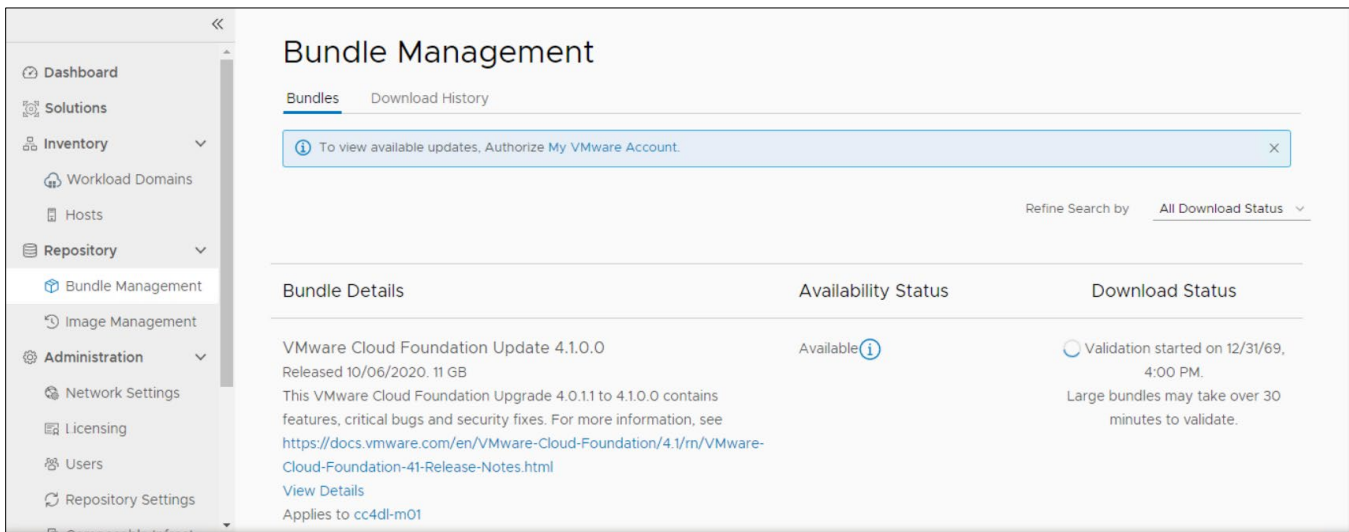 Dashboard
Solutions
Inventory
Workload Domains
Hosts
Repository
Bundle Management
Image Management
Administration
Network Settings
Licensing
Users
Repository Settings
Bundle Management
Bundles Download History
To view available updates, Authorize My VMware Account.
Refine Search by All Download Status
Bundle Details Availability Status Download Status
VMware Cloud Foundation Update 4.1.0.0 Available Validation started on 12/31/69,
Released 10/06/2020. 11 GB 4:00 PM.
This VMware Cloud Foundation Upgrade 4.0.1.1 to 4.1.0.0 contains Large bundles may take over 30
features, critical bugs and security fixes. For more information, see minutes to validate.
https://docs.vmware.com/en/VMware-Cloud-Foundation/4.1/rn/VMware-
Cloud-Foundation-41-Release-Notes.html
View Details
Applies to cc4dl-m01